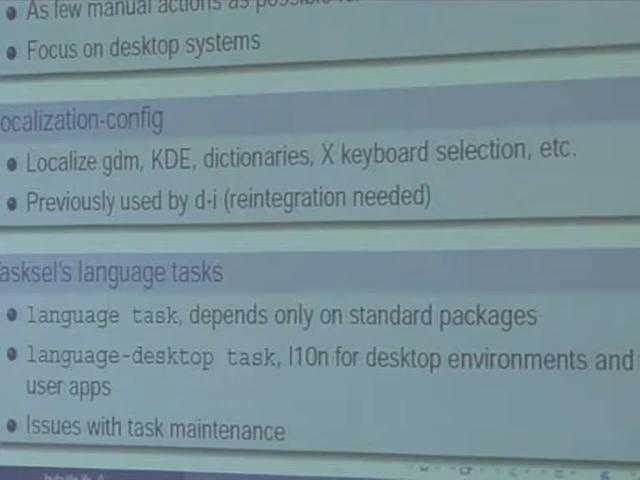 As few manual actions as possible
Focus on desktop systems
ocalization-config
Localize gdm, KDE, dictionaries, X keyboard selection, etc.
Previously used by d-i (reintegration needed)
asksel's language tasks
language task, depends only on standard packages
language-desktop task, l10n for desktop environments and
user apps
Issues with task maintenance